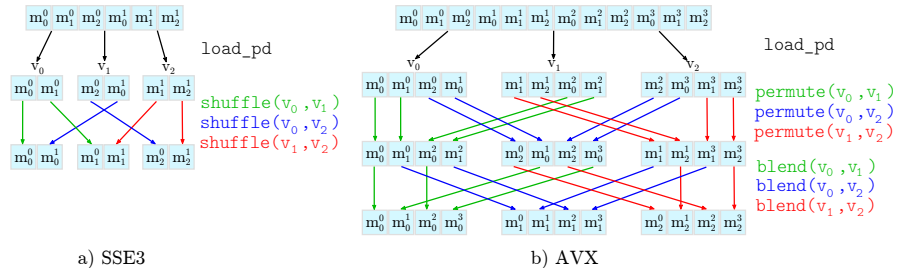 m₀⁰ m₁⁰ m₂⁰ m₀¹ m₁¹ m₂¹
load_pd
v₀ v₁ v₂
m₀⁰ m₁⁰ m₂⁰ m₀¹ m₁¹ m₂¹
shuffle(v₀,v₁)
shuffle(v₀,v₂)
shuffle(v₁,v₂)
m₀⁰ m₀¹ m₁⁰ m₁¹ m₂⁰ m₂¹
a) SSE3
m₀⁰ m₁⁰ m₂⁰ m₀¹ m₁¹ m₂¹ m₀² m₁² m₂² m₀³ m₁³ m₂³
load_pd
v₀ v₁ v₂
m₀⁰ m₁⁰ m₂⁰ m₀¹ m₁¹ m₂¹ m₀² m₁² m₂² m₀³ m₁³ m₂³
permute(v₀,v₁)
permute(v₀,v₂)
permute(v₁,v₂)
m₀⁰ m₁⁰ m₀² m₁² m₂⁰ m₀¹ m₂² m₀³ m₁¹ m₂¹ m₁³ m₂³
blend(v₀,v₁)
blend(v₀,v₂)
blend(v₁,v₂)
m₀⁰ m₀¹ m₀² m₀³ m₁⁰ m₁¹ m₁² m₁³ m₂⁰ m₂¹ m₂² m₂³
b) AVX